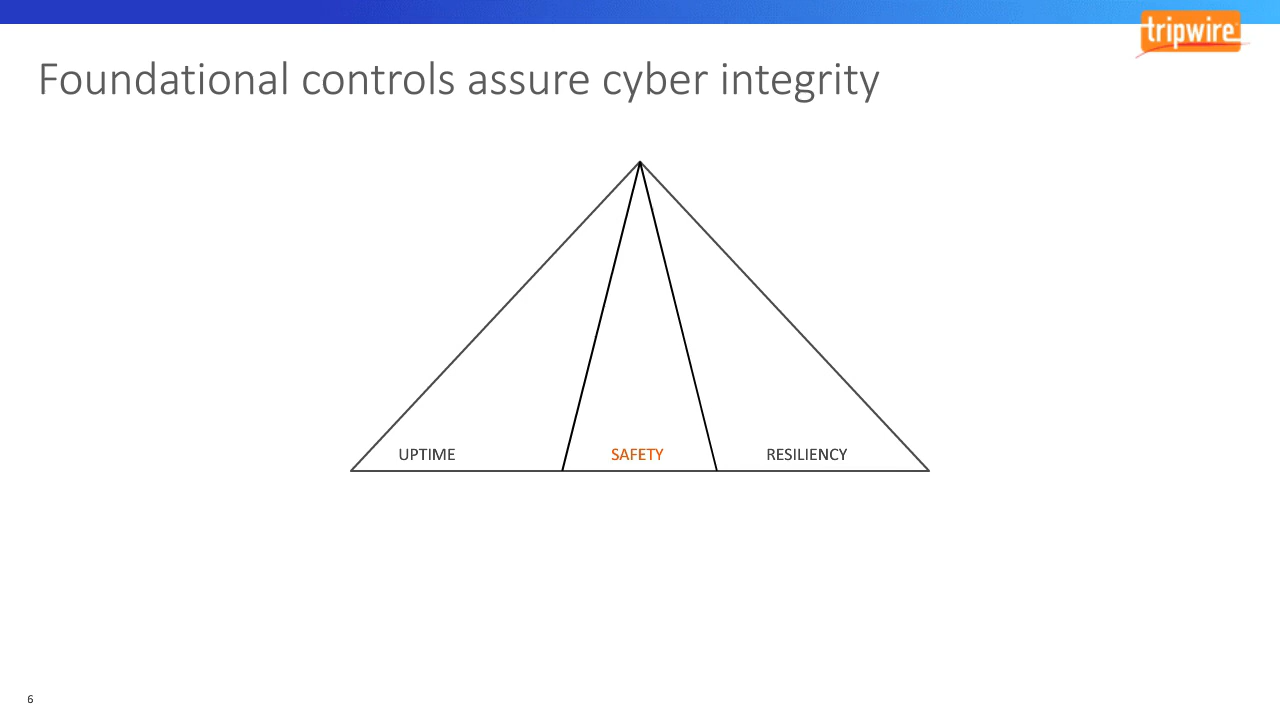 tripwire
Foundational controls assure cyber integrity
UPTIME
SAFETY
RESILIENCY
6